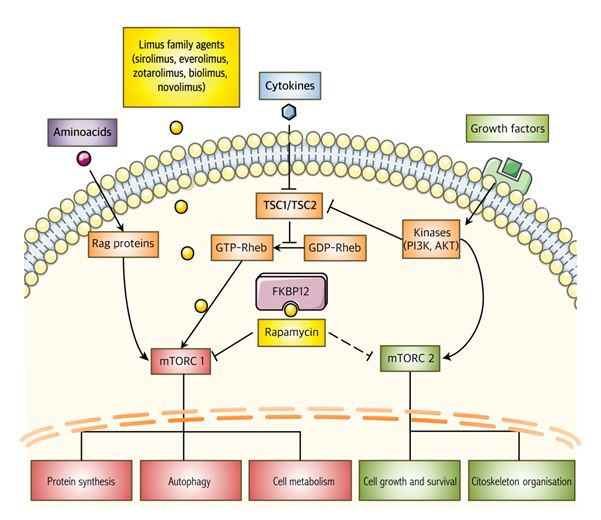 Limus family agents
(sirolimus, everolimus,
zotarolimus, biolimus,
novolimus)
Cytokines
Aminoacids
Growth factors
TSC1/TSC2
Rag proteins
GTP–Rheb
GDP–Rheb
Kinases
(PI3K, AKT)
FKBP12
Rapamycin
mTORC 1
mTORC 2
Protein synthesis
Autophagy
Cell metabolism
Cell growth and survival
Citoskeleton organisation